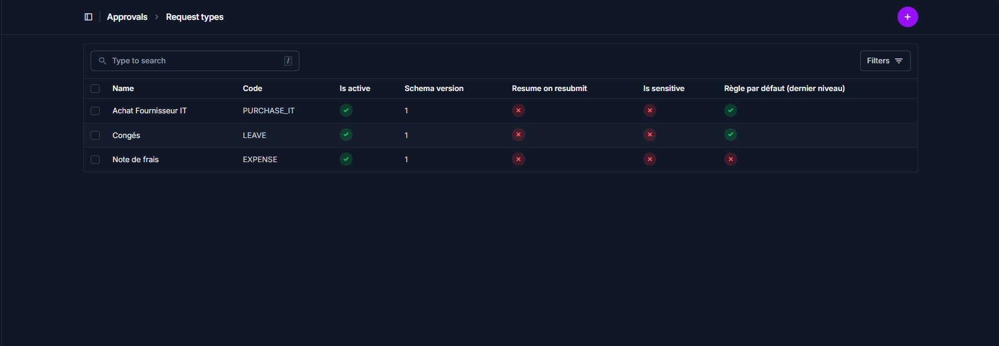 Approvals > Request types
+
Type to search /
Filters
Name Code Is active Schema version Resume on resubmit Is sensitive Règle par défaut (dernier niveau)
Achat Fournisseur IT PURCHASE_IT 1
Congés LEAVE 1
Note de frais EXPENSE 1